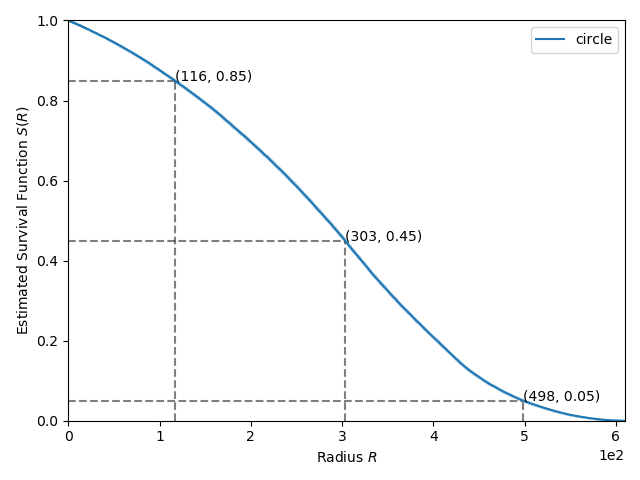 1.0
circle
(116, 0.85)
0.8
0.6
Estimated Survival Function S(R)
(303, 0.45)
0.4
0.2
(498, 0.05)
0.0
0 1 2 3 4 5 6
1e2
Radius R